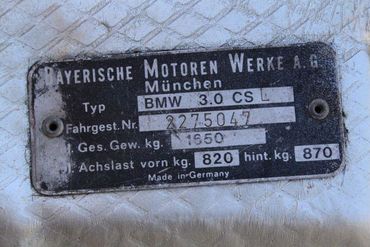 BAYERISCHE MOTOREN WERKE A.G
München
Typ BMW 3.0 CSL
Fahrgest. Nr. 2275047
l. Ges. Gew. kg. 1650
l. Achslast vorn kg. 820 hint. kg. 870
Made in Germany